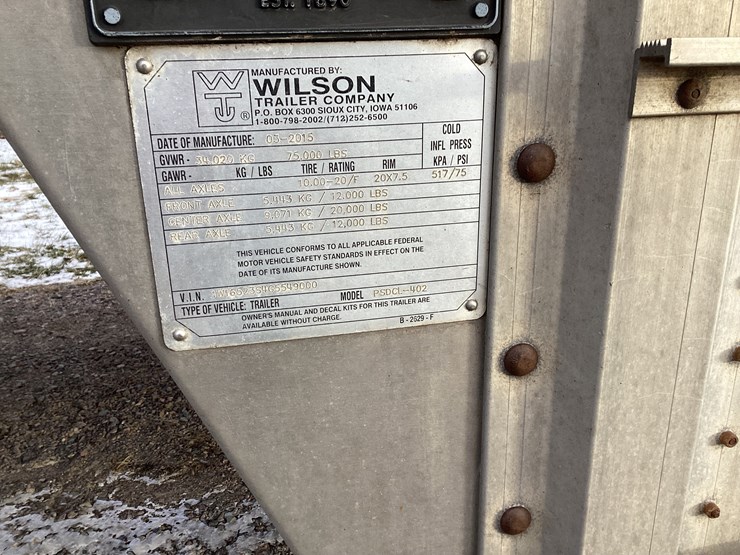 EST. 1890
MANUFACTURED BY:
WILSON
TRAILER COMPANY
P.O. BOX 6300 SIOUX CITY, IOWA 51106
® 1-800-798-2002/(712)252-6500
DATE OF MANUFACTURE: 05-2015
COLD
INFL PRESS
KPA / PSI
GVWR - 34,020 KG 75,000 LBS
GAWR - KG / LBS TIRE / RATING RIM
ALL AXLES 10.00-20/F 20X7.5 517/75
FRONT AXLE 5,443 KG / 12,000 LBS
CENTER AXLE 9,071 KG / 20,000 LBS
REAR AXLE 5,443 KG / 12,000 LBS
THIS VEHICLE CONFORMS TO ALL APPLICABLE FEDERAL
MOTOR VEHICLE SAFETY STANDARDS IN EFFECT ON THE
DATE OF ITS MANUFACTURE SHOWN.
V.I.N.
TYPE OF VEHICLE: TRAILER MODEL PSDCL-402
OWNER'S MANUAL AND DECAL KITS FOR THIS TRAILER ARE
AVAILABLE WITHOUT CHARGE. B-2629-F